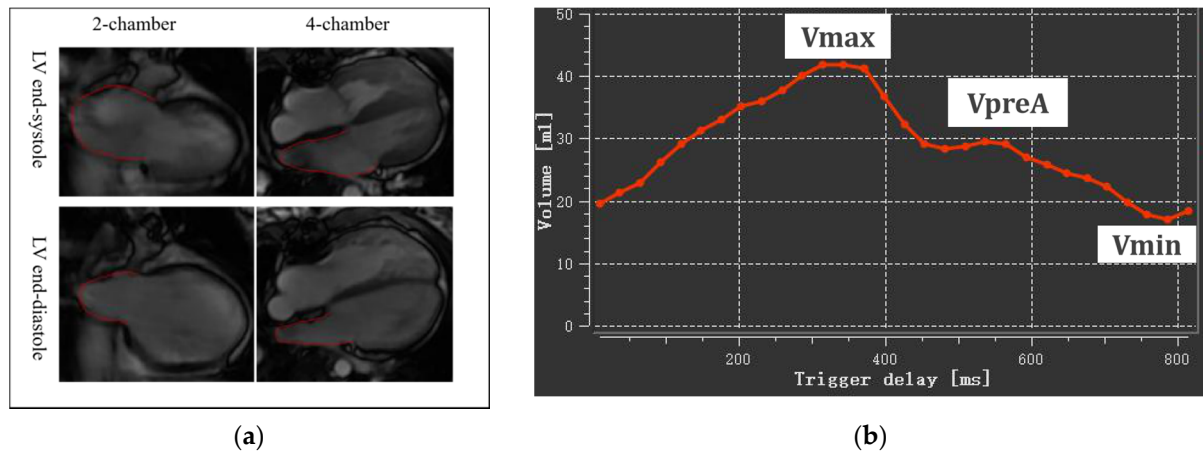 2-chamber 4-chamber
LV end-systole
LV end-diastole
(a)
50
Vmax
40
VpreA
30
Volume [ml]
20
Vmin
10
0
200 400 600 800
Trigger delay [ms]
(b)